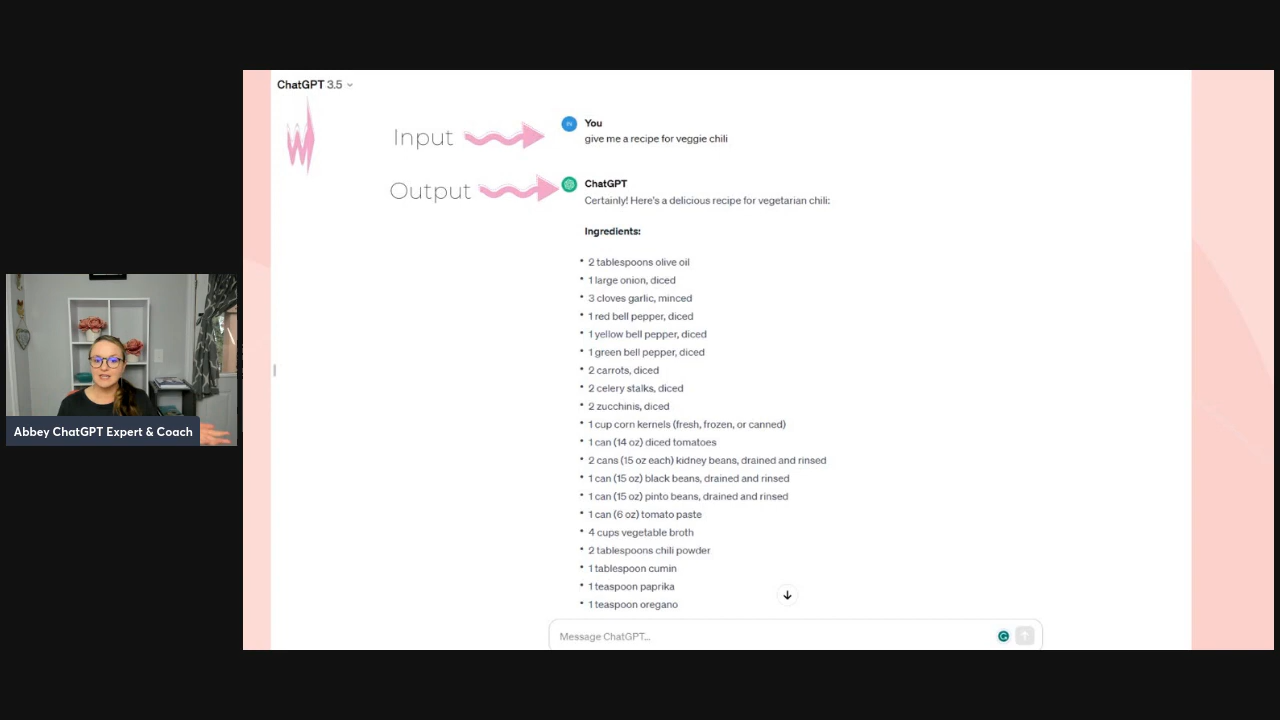 ChatGPT 3.5
Input
You
give me a recipe for veggie chili
Output
ChatGPT
Certainly! Here's a delicious recipe for vegetarian chili:
Ingredients:
• 2 tablespoons olive oil
• 1 large onion, diced
• 3 cloves garlic, minced
• 1 red bell pepper, diced
• 1 yellow bell pepper, diced
• 1 green bell pepper, diced
• 2 carrots, diced
• 2 celery stalks, diced
• 2 zucchinis, diced
• 1 cup corn kernels (fresh, frozen, or canned)
• 1 can (14 oz) diced tomatoes
• 2 cans (15 oz each) kidney beans, drained and rinsed
• 1 can (15 oz) black beans, drained and rinsed
• 1 can (15 oz) pinto beans, drained and rinsed
• 1 can (6 oz) tomato paste
• 4 cups vegetable broth
• 2 tablespoons chili powder
• 1 tablespoon cumin
• 1 teaspoon paprika
• 1 teaspoon oregano
Message ChatGPT...
Abbey ChatGPT Expert & Coach